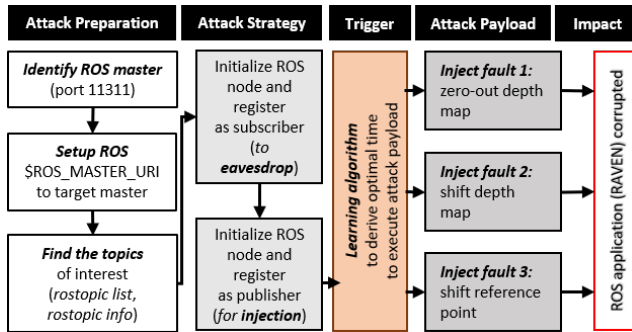 Attack Preparation
Attack Strategy
Trigger
Attack Payload
Impact
Identify ROS master
(port 11311)
Setup ROS
$ROS_MASTER_URI
to target master
Find the topics
of interest
(rostopic list,
rostopic info)
Initialize ROS
node and
register
as subscriber
(to
eavesdrop)
Initialize ROS
node and
register
as publisher
(for injection)
Learning algorithm
to derive optimal time
to execute attack payload
Inject fault 1:
zero-out depth
map
Inject fault 2:
shift depth
map
Inject fault 3:
shift reference
point
ROS application (RAVEN) corrupted